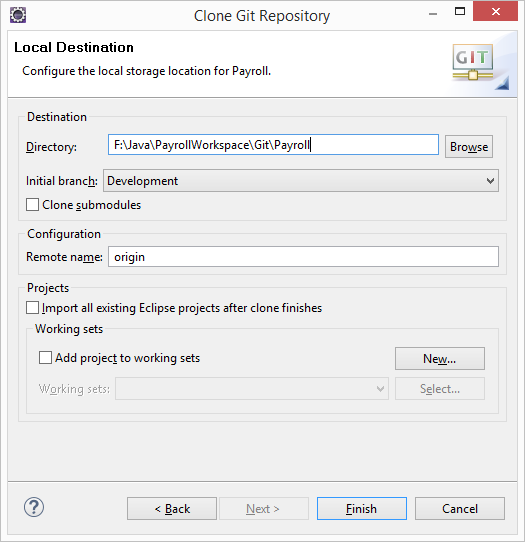 Clone Git Repository
Local Destination
Configure the local storage location for Payroll.
GIT
Destination
Directory: F:\Java\PayrollWorkspace\Git\Payroll Browse
Initial branch: Development
Clone submodules
Configuration
Remote name: origin
Projects
Import all existing Eclipse projects after clone finishes
Working sets
Add project to working sets New...
Working sets: Select...
? < Back Next > Finish Cancel